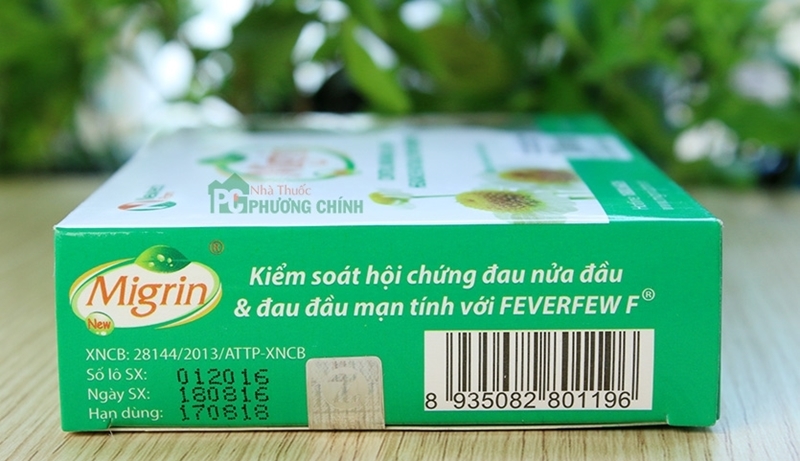 Nhà Thuốc
PC PHƯƠNG CHÍNH
Migrin
New
®
Kiểm soát hội chứng đau nửa đầu
& đau đầu mạn tính với FEVERFEW F®
XNCB: 28144/2013/ATTP-XNCB
Số lô SX: 012016
Ngày SX: 180816
Hạn dùng: 170818
8 935082 801196